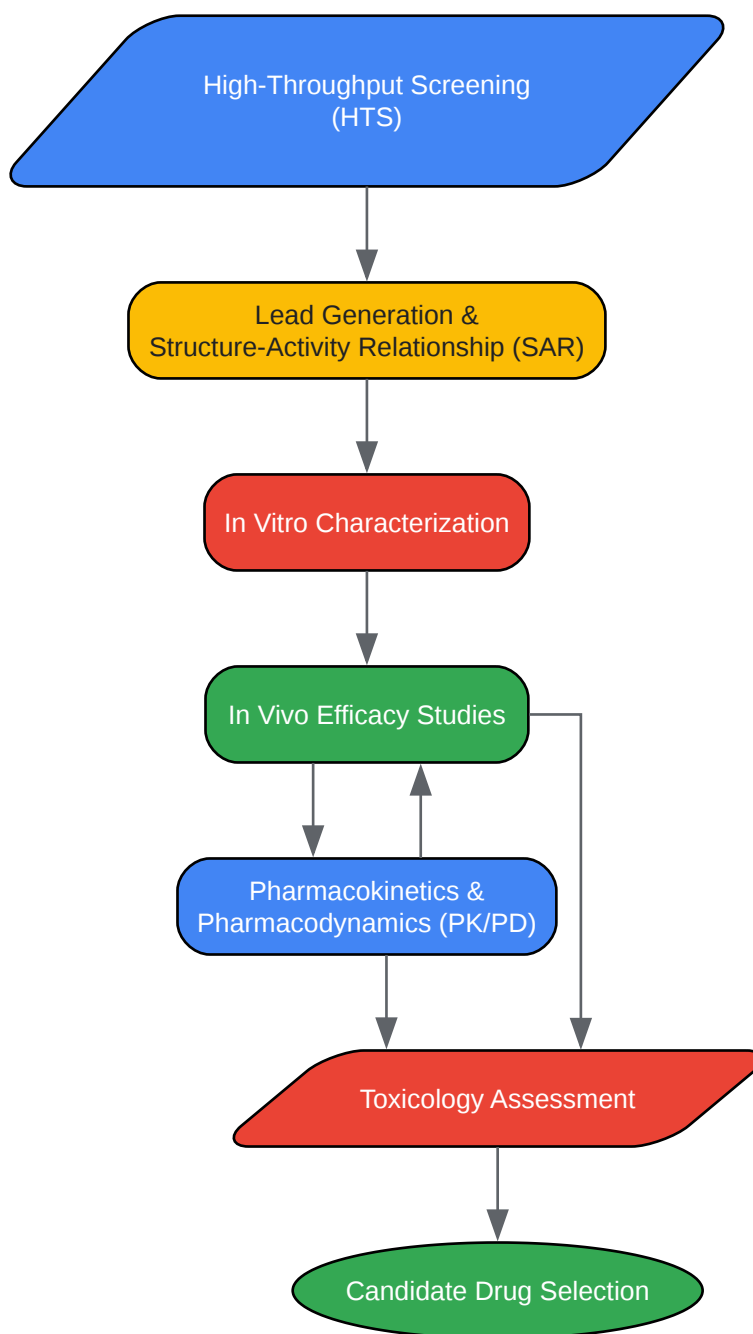 High-Throughput Screening
(HTS)
Lead Generation &
Structure-Activity Relationship (SAR)
In Vitro Characterization
In Vivo Efficacy Studies
Pharmacokinetics &
Pharmacodynamics (PK/PD)
Toxicology Assessment
Candidate Drug Selection